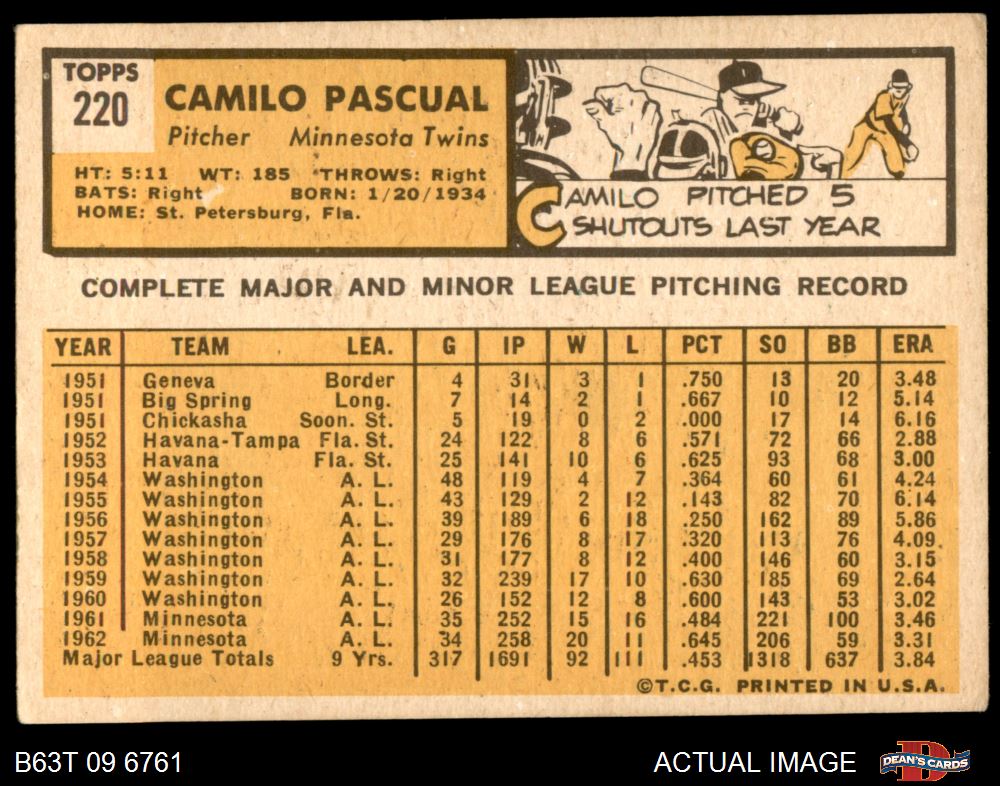 TOPPS
220
CAMILO PASCUAL
Pitcher Minnesota Twins
HT: 5:11 WT: 185 THROWS: Right
BATS: Right BORN: 1/20/1934
HOME: St. Petersburg, Fla.
CAMILO PITCHED 5
SHUTOUTS LAST YEAR
COMPLETE MAJOR AND MINOR LEAGUE PITCHING RECORD
YEAR TEAM LEA. G IP W L PCT SO BB ERA
1951 Geneva Border 4 31 3 1 .750 13 20 3.48
1951 Big Spring Long. 7 14 2 1 .667 10 12 5.14
1951 Chickasha Soon. St. 5 19 0 2 .000 17 14 6.16
1952 Havana-Tampa Fla. St. 24 122 8 6 .571 72 66 2.88
1953 Havana Fla. St. 25 141 10 6 .625 93 68 3.00
1954 Washington A. L. 48 119 4 7 .364 60 61 4.24
1955 Washington A. L. 43 129 2 12 .143 82 70 6.14
1956 Washington A. L. 39 189 6 18 .250 162 89 5.86
1957 Washington A. L. 29 176 8 17 .320 113 76 4.09
1958 Washington A. L. 31 177 8 12 .400 146 60 3.15
1959 Washington A. L. 32 239 17 10 .630 185 69 2.64
1960 Washington A. L. 26 152 12 8 .600 143 53 3.02
1961 Minnesota A. L. 35 252 15 16 .484 221 100 3.46
1962 Minnesota A. L. 34 258 20 11 .645 206 59 3.31
Major League Totals 9 Yrs. 317 1691 92 111 .453 1318 637 3.84
©T.C.G. PRINTED IN U.S.A.
B63T 09 6761
ACTUAL IMAGE
DEAN'S CARDS